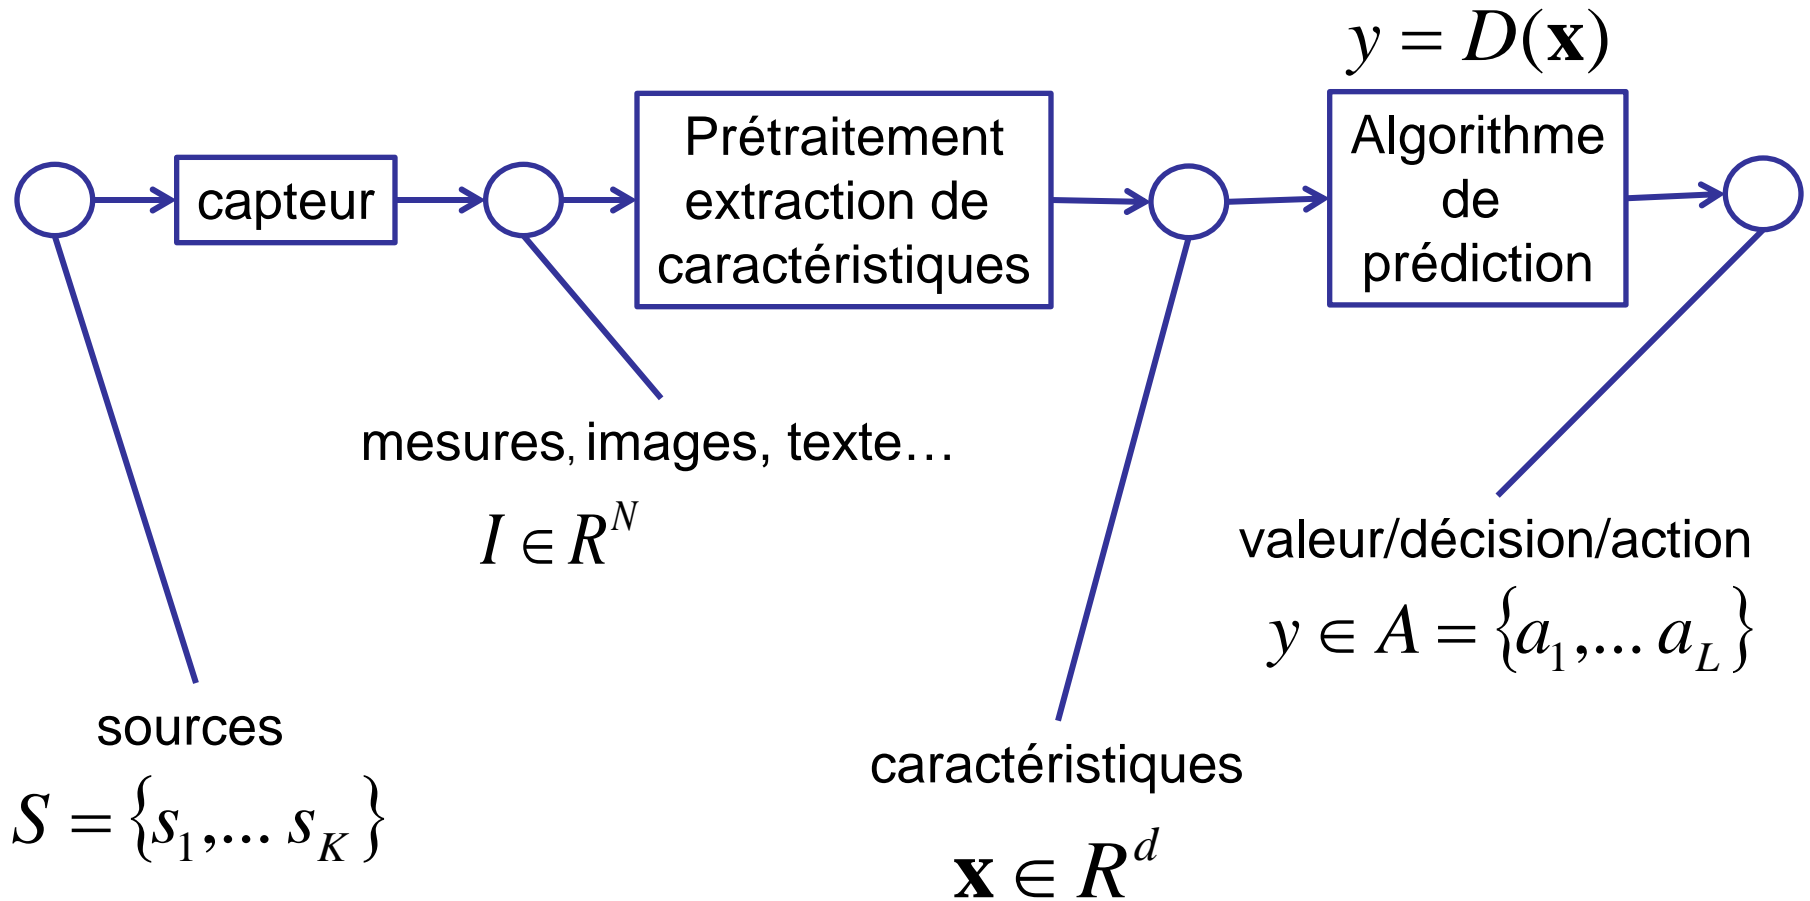 y = D(x)
capteur
Prétraitement
extraction de
caractéristiques
Algorithme
de
prédiction
mesures, images, texte…
I ∈ R^N
valeur/décision/action
y ∈ A = {a_1,... a_L}
sources
S = {s_1,... s_K}
caractéristiques
x ∈ R^d